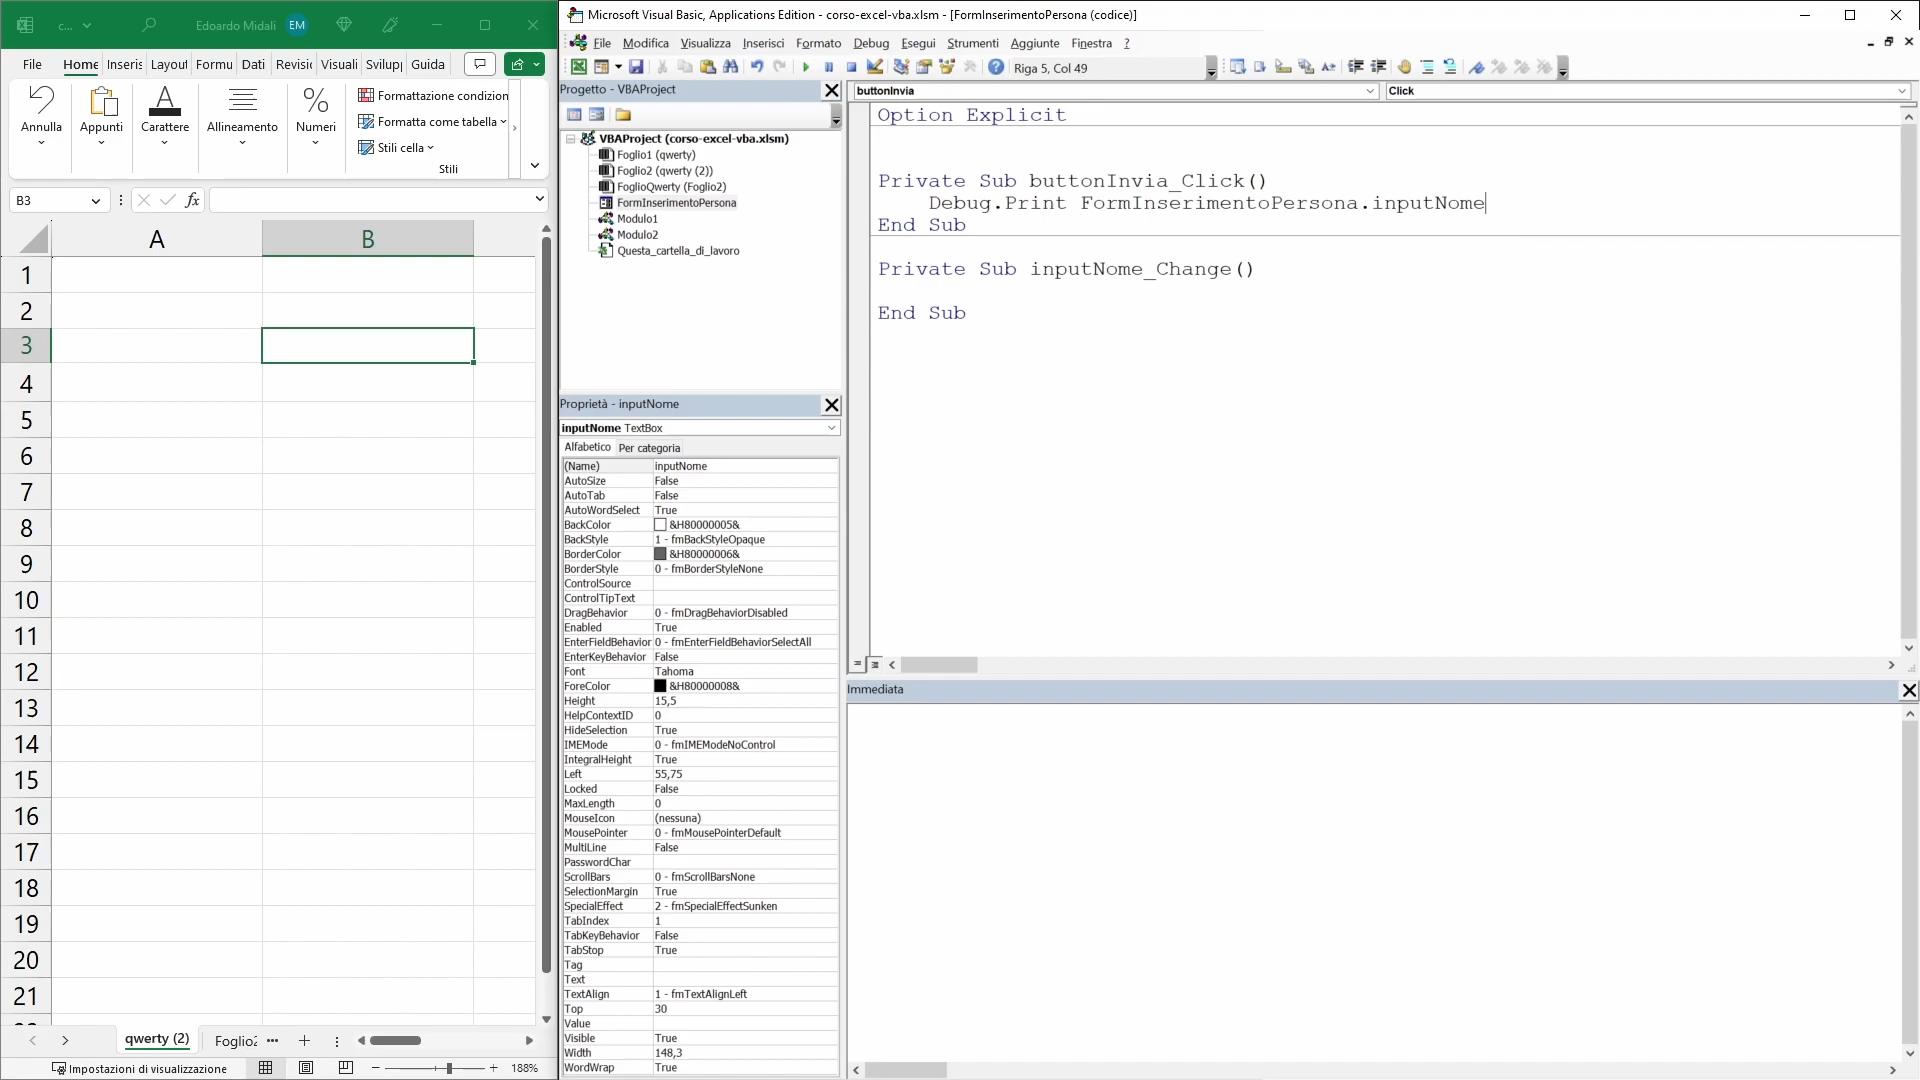 c...
Edoardo Midali
EM
File
Home
Inseris
Layout
Formu
Dati
Revisi
Visuali
Svilup
Guida
Annulla
Appunti
Carattere
Allineamento
%
Numeri
Formattazione condizion
Formatta come tabella
Stili cella
Stili
B3
fx
A
B
1
2
3
4
5
6
7
8
9
10
11
12
13
14
15
16
17
18
19
20
21
qwerty (2)
Foglio2
Impostazioni di visualizzazione
188%
Microsoft Visual Basic, Applications Edition - corso-excel-vba.xlsm - [FormInserimentoPersona (codice)]
File
Modifica
Visualizza
Inserisci
Formato
Debug
Esegui
Strumenti
Aggiunte
Finestra
?
Riga 5, Col 49
Progetto - VBAProject
VBAProject (corso-excel-vba.xlsm)
Foglio1 (qwerty)
Foglio2 (qwerty (2))
FoglioQwerty (Foglio2)
FormInserimentoPersona
Modulo1
Modulo2
Questa_cartella_di_lavoro
Proprietà - inputNome
inputNome TextBox
Alfabetico
Per categoria
(Name) inputNome
AutoSize False
AutoTab False
AutoWordSelect True
BackColor &H80000005&
BackStyle 1 - fmBackStyleOpaque
BorderColor &H80000006&
BorderStyle 0 - fmBorderStyleNone
ControlSource
ControlTipText
DragBehavior 0 - fmDragBehaviorDisabled
Enabled True
EnterFieldBehavior 0 - fmEnterFieldBehaviorSelectAll
EnterKeyBehavior False
Font Tahoma
ForeColor &H80000008&
Height 15,5
HelpContextID 0
HideSelection True
IMEMode 0 - fmIMEModeNoControl
IntegralHeight True
Left 55,75
Locked False
MaxLength 0
MouseIcon (nessuna)
MousePointer 0 - fmMousePointerDefault
MultiLine False
PasswordChar
ScrollBars 0 - fmScrollBarsNone
SelectionMargin True
SpecialEffect 2 - fmSpecialEffectSunken
TabIndex 1
TabKeyBehavior False
TabStop True
Tag
Text
TextAlign 1 - fmTextAlignLeft
Top 30
Value
Visible True
Width 148,3
WordWrap True
buttonInvia
Click
Option Explicit
Private Sub buttonInvia_Click()
Debug.Print FormInserimentoPersona.inputNome
End Sub
Private Sub inputNome_Change()
End Sub
Immediata